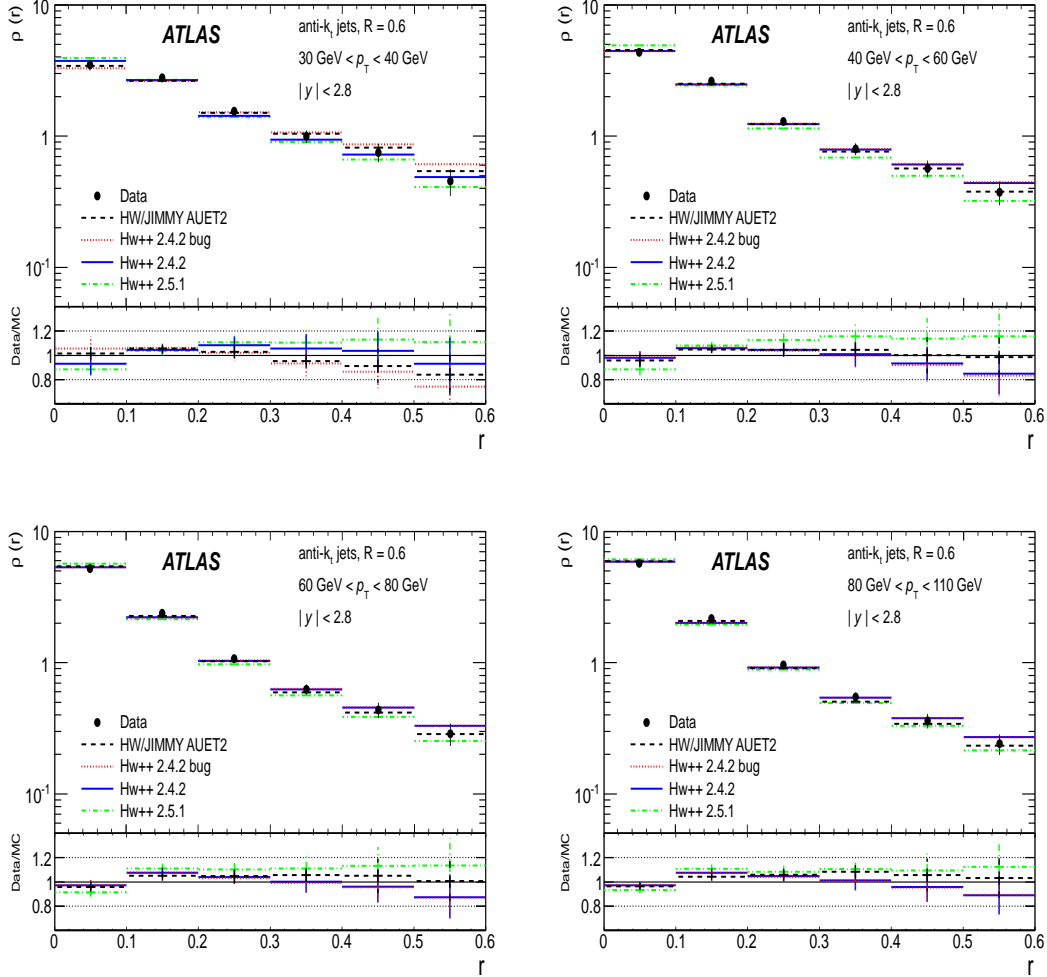 ρ (r)
10
1
10⁻¹
ATLAS
anti-kt jets, R = 0.6
30 GeV < pT < 40 GeV
| y | < 2.8
Data
HW/JIMMY AUET2
Hw++ 2.4.2 bug
Hw++ 2.4.2
Hw++ 2.5.1
Data/MC
1.2
1
0.8
0 0.1 0.2 0.3 0.4 0.5 0.6
r
ρ (r)
10
1
10⁻¹
ATLAS
anti-kt jets, R = 0.6
40 GeV < pT < 60 GeV
| y | < 2.8
Data
HW/JIMMY AUET2
Hw++ 2.4.2 bug
Hw++ 2.4.2
Hw++ 2.5.1
Data/MC
1.2
1
0.8
0 0.1 0.2 0.3 0.4 0.5 0.6
r
ρ (r)
10
1
10⁻¹
ATLAS
anti-kt jets, R = 0.6
60 GeV < pT < 80 GeV
| y | < 2.8
Data
HW/JIMMY AUET2
Hw++ 2.4.2 bug
Hw++ 2.4.2
Hw++ 2.5.1
Data/MC
1.2
1
0.8
0 0.1 0.2 0.3 0.4 0.5 0.6
r
ρ (r)
10
1
10⁻¹
ATLAS
anti-kt jets, R = 0.6
80 GeV < pT < 110 GeV
| y | < 2.8
Data
HW/JIMMY AUET2
Hw++ 2.4.2 bug
Hw++ 2.4.2
Hw++ 2.5.1
Data/MC
1.2
1
0.8
0 0.1 0.2 0.3 0.4 0.5 0.6
r